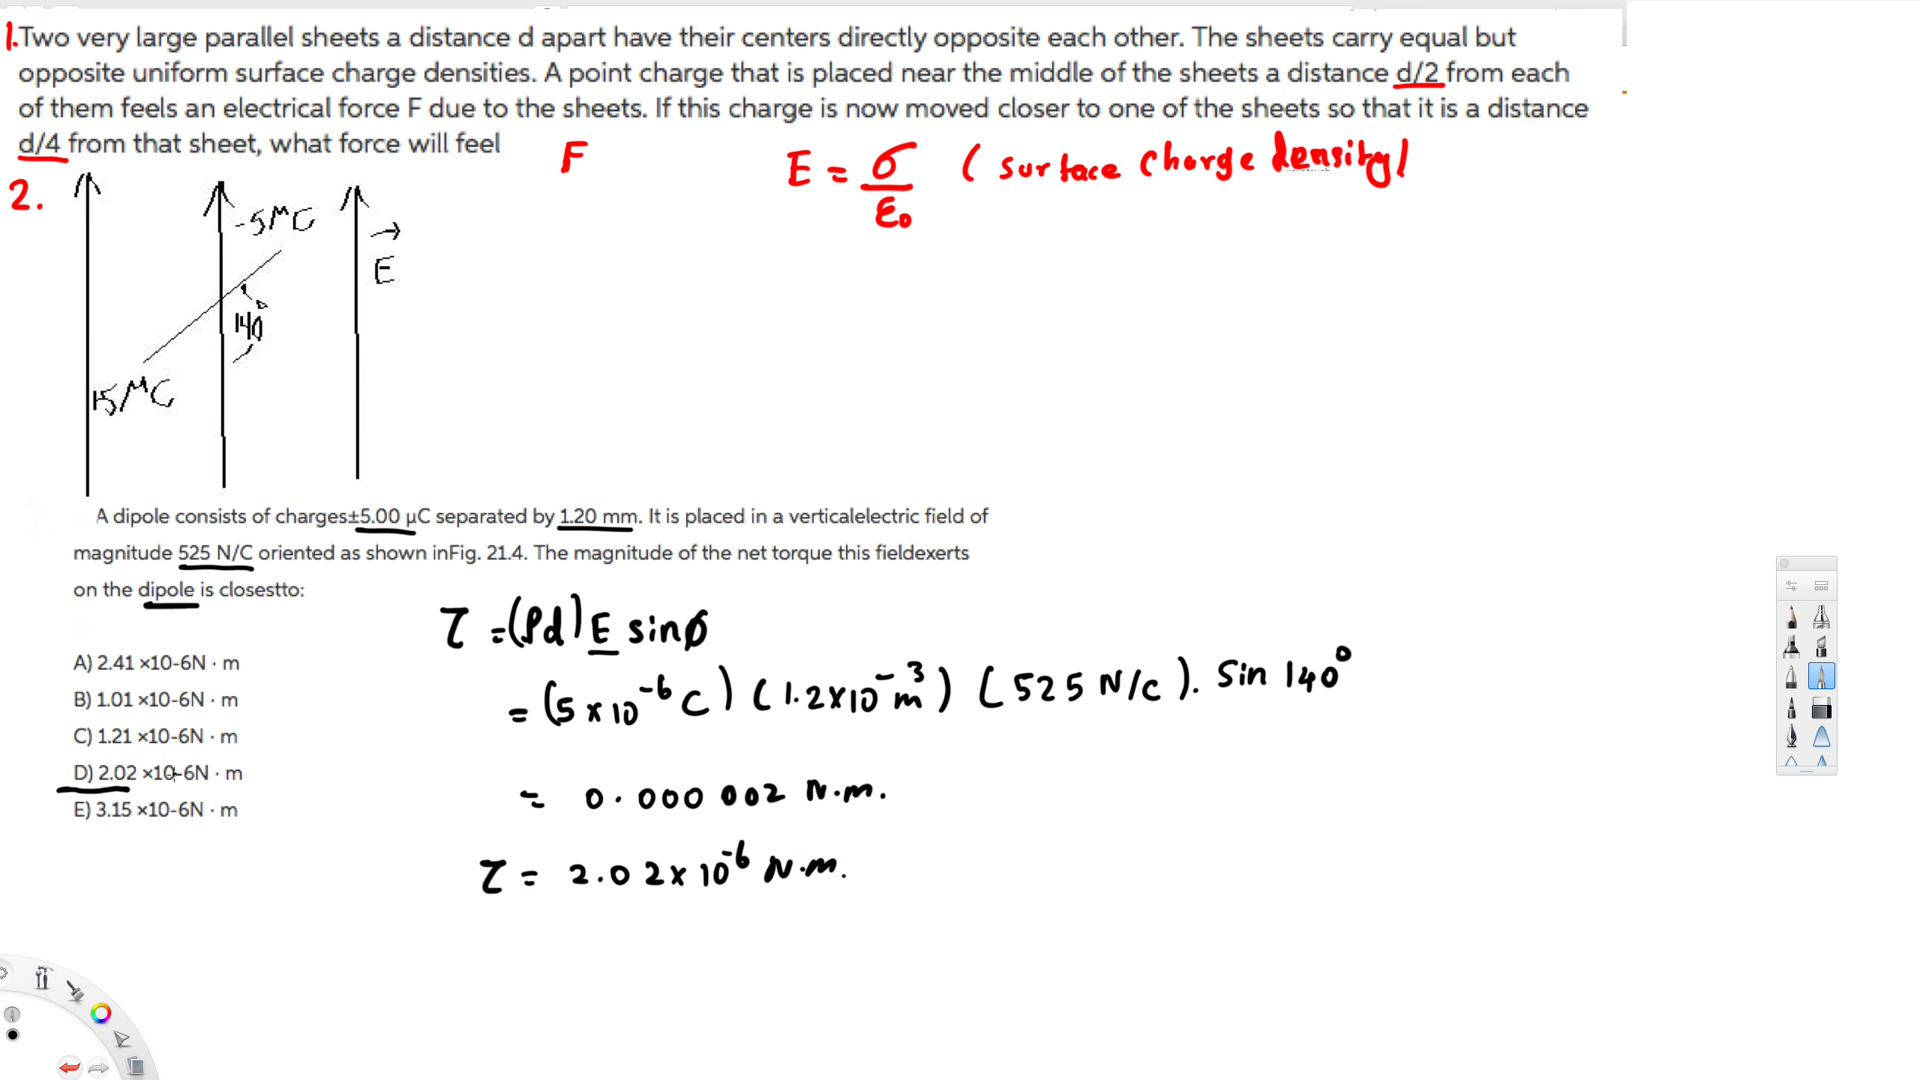 1.Two very large parallel sheets a distance d apart have their centers directly opposite each other. The sheets carry equal but
opposite uniform surface charge densities. A point charge that is placed near the middle of the sheets a distance d/2 from each
of them feels an electrical force F due to the sheets. If this charge is now moved closer to one of the sheets so that it is a distance
d/4 from that sheet, what force will feel
F
E = σ/ε₀ ( surface charge density)
2.
-5MC
→
E
140
15MC
A dipole consists of charges±5.00 μC separated by 1.20 mm. It is placed in a verticalelectric field of
magnitude 525 N/C oriented as shown inFig. 21.4. The magnitude of the net torque this fieldexerts
on the dipole is closestto:
τ =(Pd) E sinϕ
= (5 x 10⁻⁶ C) (1.2x10⁻³ m) (525 N/C). Sin 140°
A) 2.41 ×10-6N · m
B) 1.01 ×10-6N · m
C) 1.21 ×10-6N · m
D) 2.02 ×10-6N · m
E) 3.15 ×10-6N · m
= 0.000 002 N.m.
τ = 2.02x 10⁻⁶ N.m.